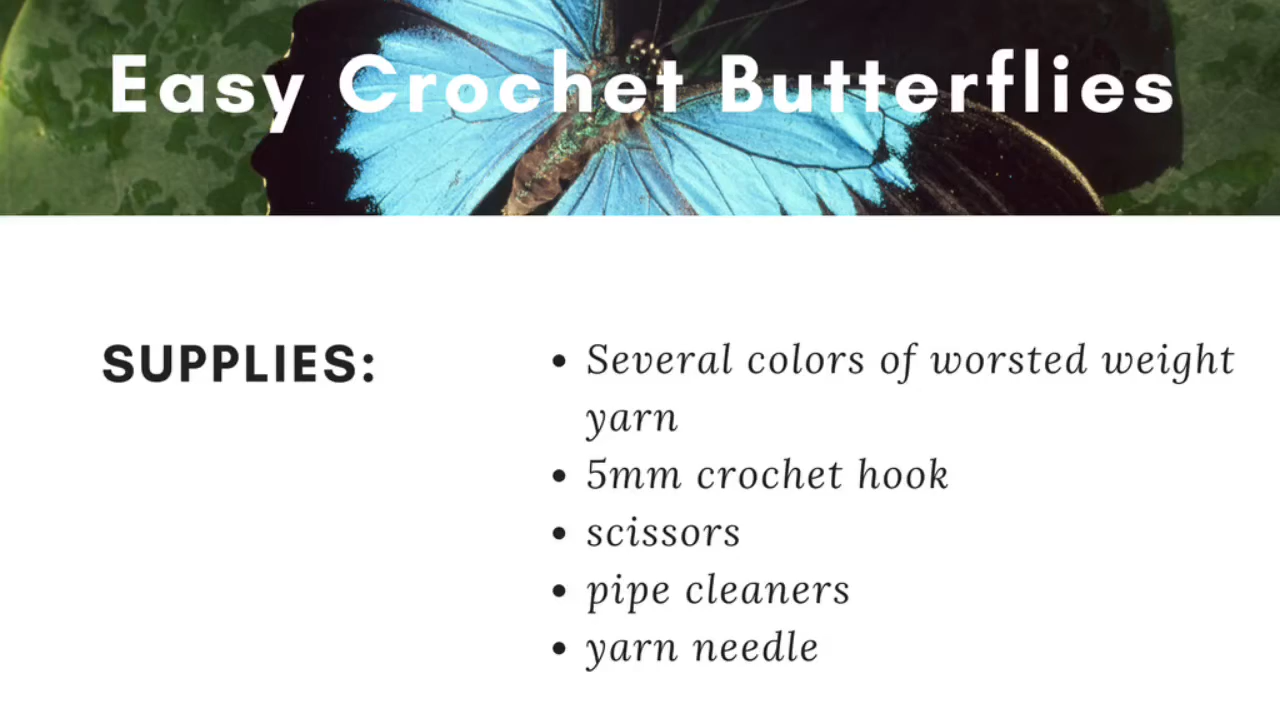 Easy Crochet Butterflies
SUPPLIES:
• Several colors of worsted weight
yarn
• 5mm crochet hook
• scissors
• pipe cleaners
• yarn needle